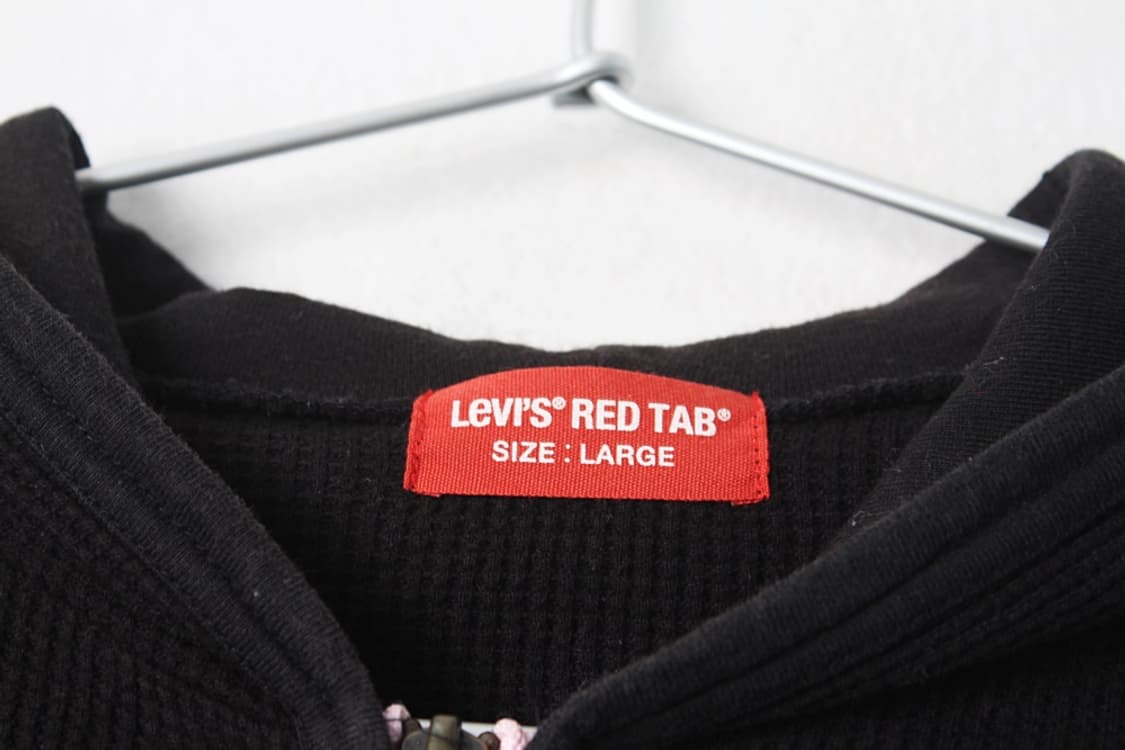 LeVI'S® RED TAB®
SIZE : LARGE